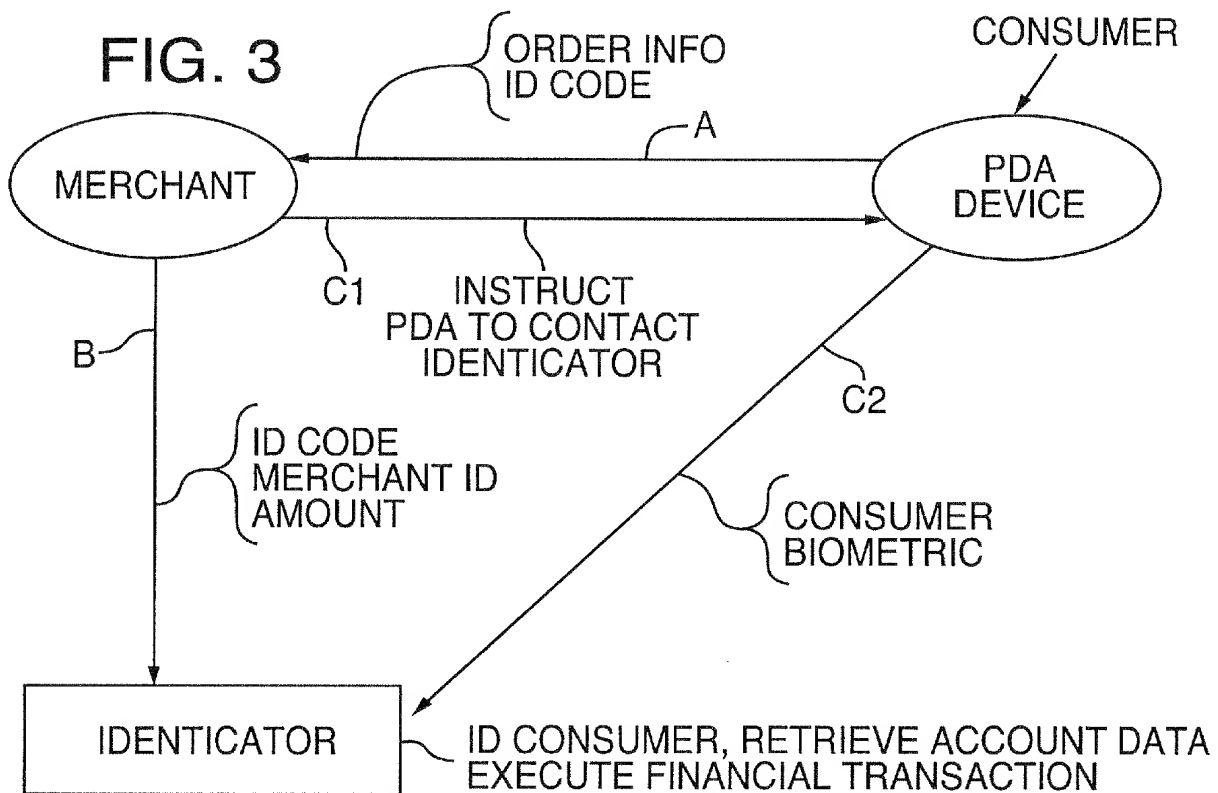 FIG. 3
ORDER INFO
ID CODE
CONSUMER
A
MERCHANT
PDA
DEVICE
C1
INSTRUCT
PDA TO CONTACT
IDENTICATOR
B
C2
ID CODE
MERCHANT ID
AMOUNT
CONSUMER
BIOMETRIC
IDENTICATOR
ID CONSUMER, RETRIEVE ACCOUNT DATA
EXECUTE FINANCIAL TRANSACTION